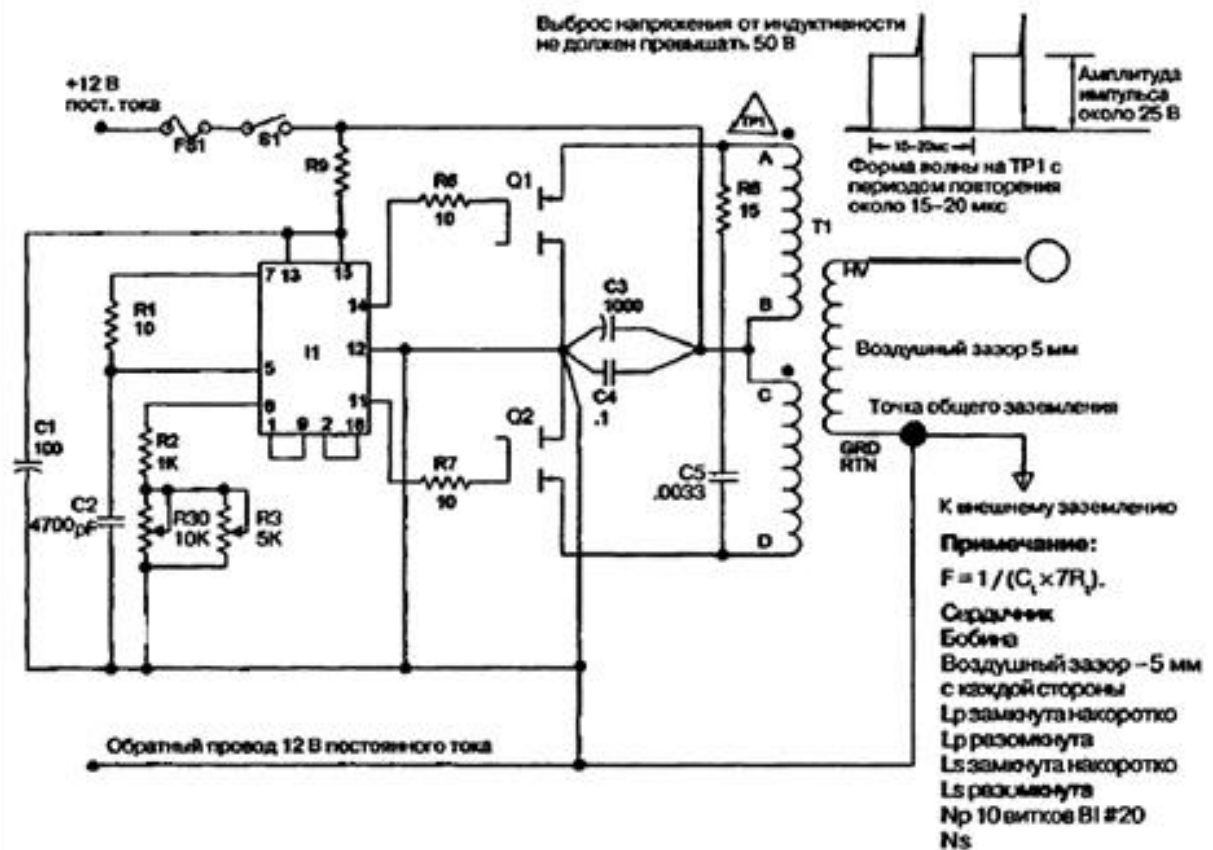 Выброс напряжения от индуктивности
не должен превышать 50 В
+12 В
пост. тока
FS1
S1
R9
R6
10
Q1
TP1
A
R8
15
T1
B
Амплитуда
импульса
около 25 В
15–20мс
Форма волны на TP1 с
периодом повторения
около 15–20 мкс
HV
Воздушный зазор 5 мм
Точка общего заземления
GRD
RTN
К внешнему заземлению
7
13
15
14
R1
10
I1
12
5
6
11
1
9
2
16
C3
1000
C4
.1
C
Q2
R7
10
C5
.0033
D
C1
100
R2
1K
C2
4700pF
R30
10K
R3
5K
Обратный провод 12 В постоянного тока
Примечание:
F = 1 / (Ct × 7Rt).
Сердечник
Бобина
Воздушный зазор –5 мм
с каждой стороны
Lp замкнута накоротко
Lp разомкнута
Ls замкнута накоротко
Ls разомкнута
Np 10 витков BI #20
Ns